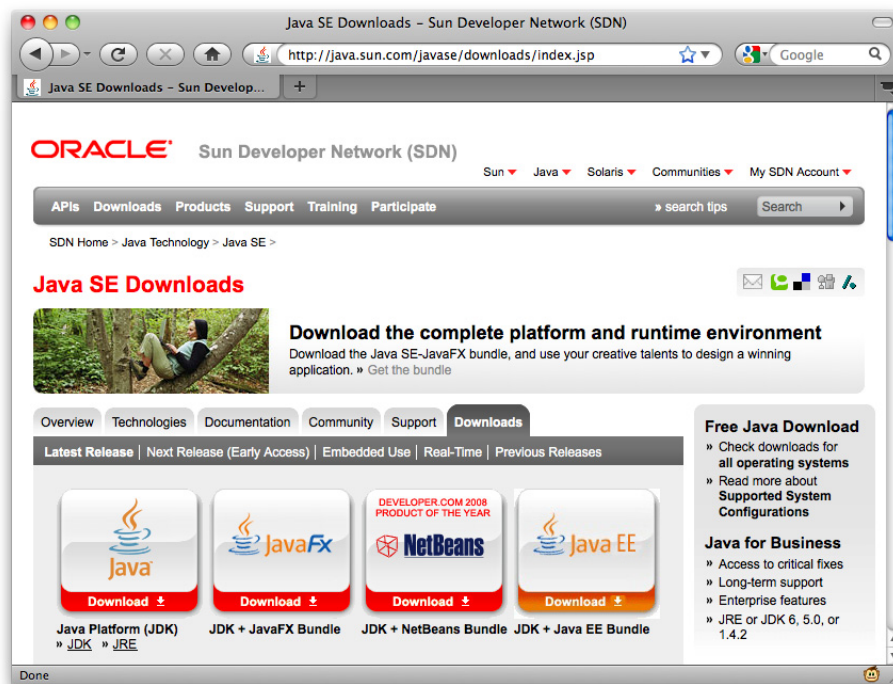 Java SE Downloads – Sun Developer Network (SDN)
http://java.sun.com/javase/downloads/index.jsp
Google
Java SE Downloads – Sun Develop...
+
ORACLE Sun Developer Network (SDN)
Sun Java Solaris Communities My SDN Account
APIs Downloads Products Support Training Participate » search tips Search
SDN Home > Java Technology > Java SE >
Java SE Downloads
Download the complete platform and runtime environment
Download the Java SE-JavaFX bundle, and use your creative talents to design a winning
application. » Get the bundle
Overview Technologies Documentation Community Support Downloads
Latest Release | Next Release (Early Access) | Embedded Use | Real-Time | Previous Releases
Java
Download
Java Platform (JDK)
» JDK » JRE
JavaFX
Download
JDK + JavaFX Bundle
DEVELOPER.COM 2008
PRODUCT OF THE YEAR
NetBeans
Download
JDK + NetBeans Bundle
Java EE
Download
JDK + Java EE Bundle
Free Java Download
» Check downloads for
all operating systems
» Read more about
Supported System
Configurations
Java for Business
» Access to critical fixes
» Long-term support
» Enterprise features
» JRE or JDK 6, 5.0, or
1.4.2
Done